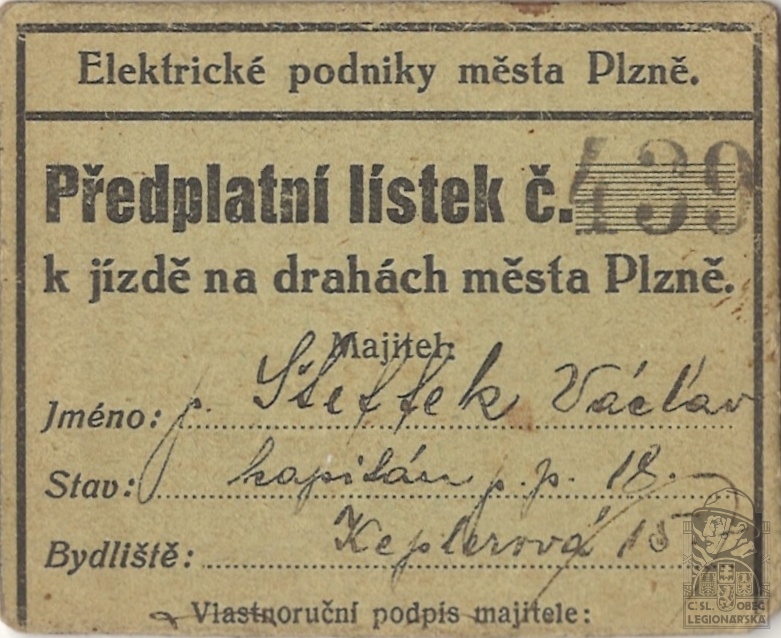 Elektrické podniky města Plzně.
Předplatní lístek č. 439
k jízdě na drahách města Plzně.
Majitel:
Jméno: p. Šteffek Václav
Stav: kapitán p. p. 18.
Bydliště: Keplerová 15
Vlastnoruční podpis majitele:
ČSL. OBEC
LEGIONÁŘSKÁ